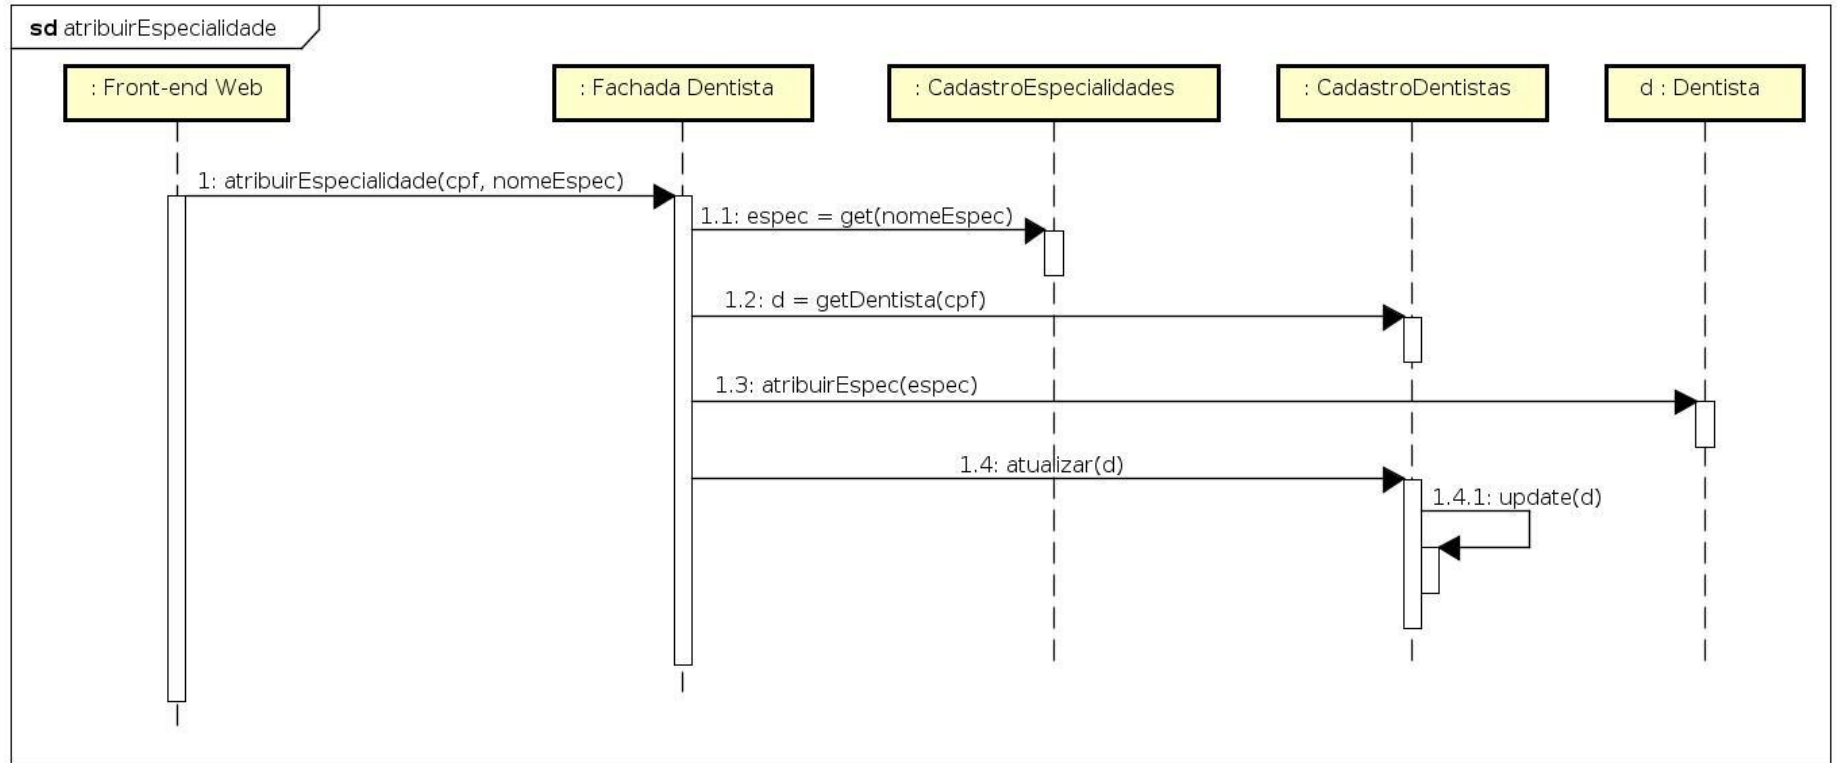 sd atribuirEspecialidade
: Front-end Web
: Fachada Dentista
: CadastroEspecialidades
: CadastroDentistas
d : Dentista
1: atribuirEspecialidade(cpf, nomeEspec)
1.1: espec = get(nomeEspec)
1.2: d = getDentista(cpf)
1.3: atribuirEspec(espec)
1.4: atualizar(d)
1.4.1: update(d)